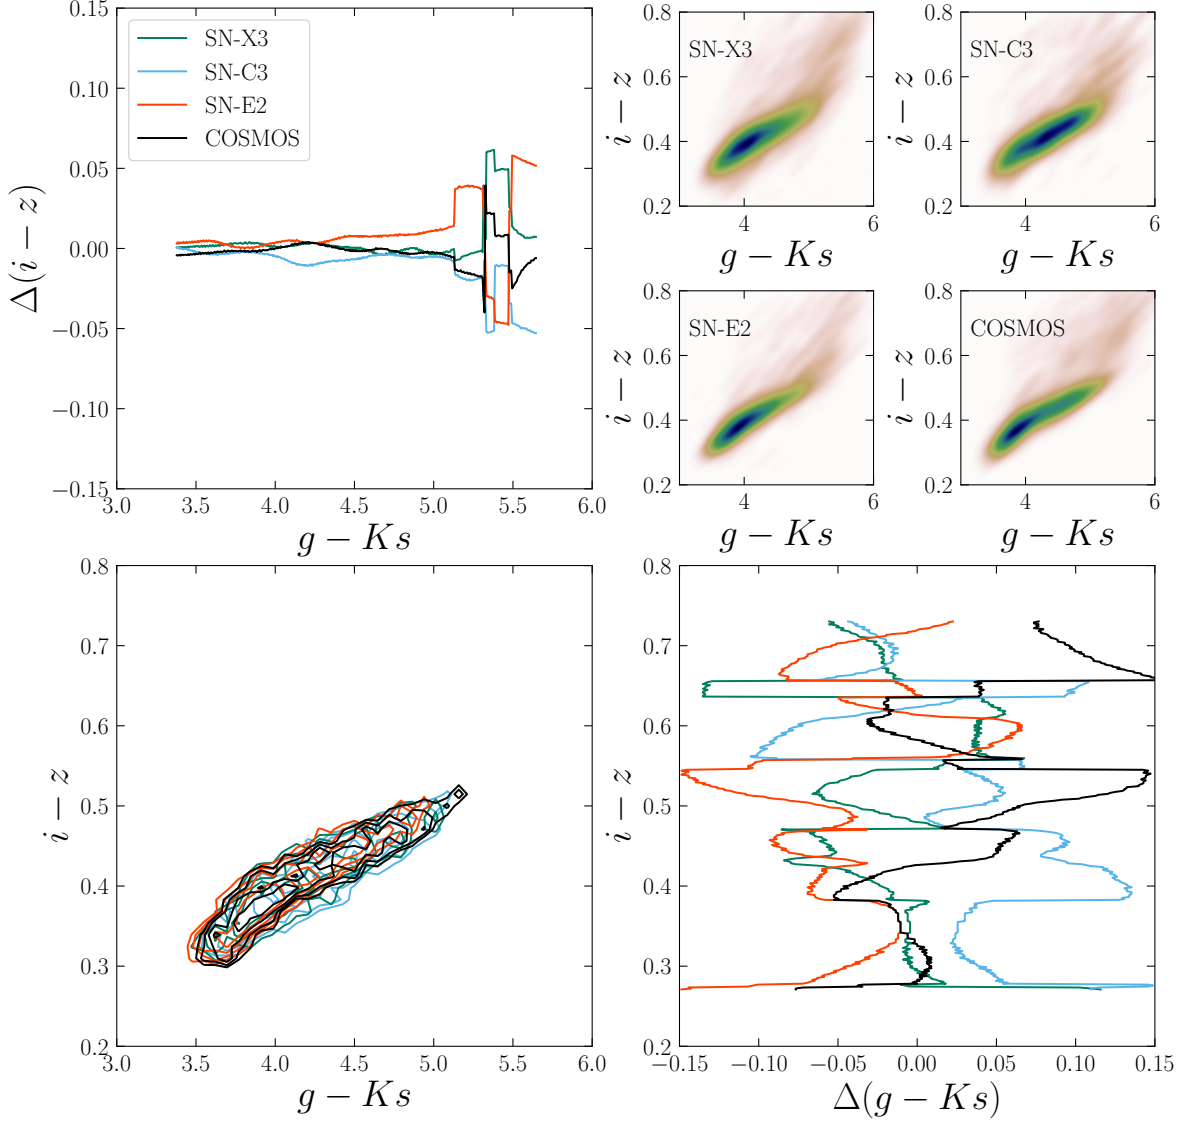 0.15
0.10
0.05
0.00
−0.05
−0.10
−0.15
Δ(i − z)
SN-X3
SN-C3
SN-E2
COSMOS
3.0 3.5 4.0 4.5 5.0 5.5 6.0
g − Ks
0.8
0.6
0.4
0.2
i − z
SN-X3
4 6
g − Ks
0.8
0.6
0.4
0.2
i − z
SN-C3
4 6
g − Ks
0.8
0.6
0.4
0.2
i − z
SN-E2
4 6
g − Ks
0.8
0.6
0.4
0.2
i − z
COSMOS
4 6
g − Ks
0.8
0.7
0.6
0.5
0.4
0.3
0.2
i − z
3.0 3.5 4.0 4.5 5.0 5.5 6.0
g − Ks
0.8
0.7
0.6
0.5
0.4
0.3
0.2
i − z
−0.15 −0.10 −0.05 0.00 0.05 0.10 0.15
Δ(g − Ks)